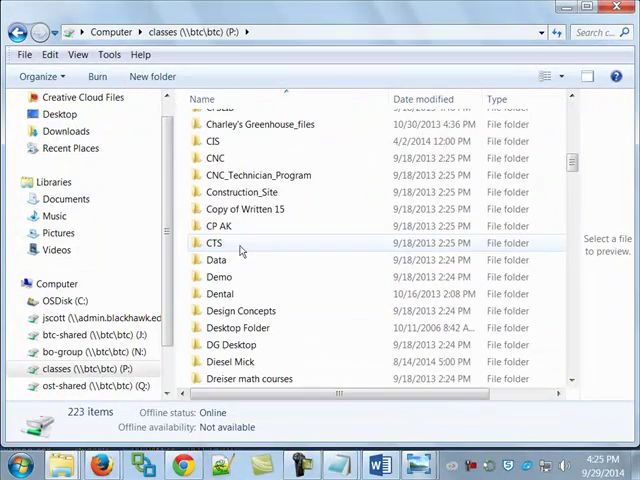 Computer ▸ classes (\\btc\btc) (P:) ▸
Search c...
File Edit View Tools Help
Organize Burn New folder
Name Date modified Type
Creative Cloud Files
Desktop
Downloads
Recent Places
Libraries
Documents
Music
Pictures
Videos
Computer
OSDisk (C:)
jscott (\\admin.blackhawk.ed
btc-shared (\\btc\btc) (J:)
bo-group (\\btc\btc) (N:)
classes (\\btc\btc) (P:)
ost-shared (\\btc\btc) (Q:)
Charley's Greenhouse_files 10/30/2013 4:36 PM File folder
CIS 4/2/2014 12:00 PM File folder
CNC 9/18/2013 2:25 PM File folder
CNC_Technician_Program 9/18/2013 2:25 PM File folder
Construction_Site 9/18/2013 2:25 PM File folder
Copy of Written 15 9/18/2013 2:25 PM File folder
CP AK 9/18/2013 2:25 PM File folder
CTS 9/18/2013 2:25 PM File folder
Data 9/18/2013 2:24 PM File folder
Demo 9/18/2013 2:24 PM File folder
Dental 10/16/2013 2:08 PM File folder
Design Concepts 9/18/2013 2:24 PM File folder
Desktop Folder 10/11/2006 8:42 A... File folder
DG Desktop 9/18/2013 2:24 PM File folder
Diesel Mick 8/14/2014 5:00 PM File folder
Dreiser math courses 9/18/2013 2:24 PM File folder
Select a file
to preview.
223 items Offline status: Online
Offline availability: Not available
4:25 PM
9/29/2014